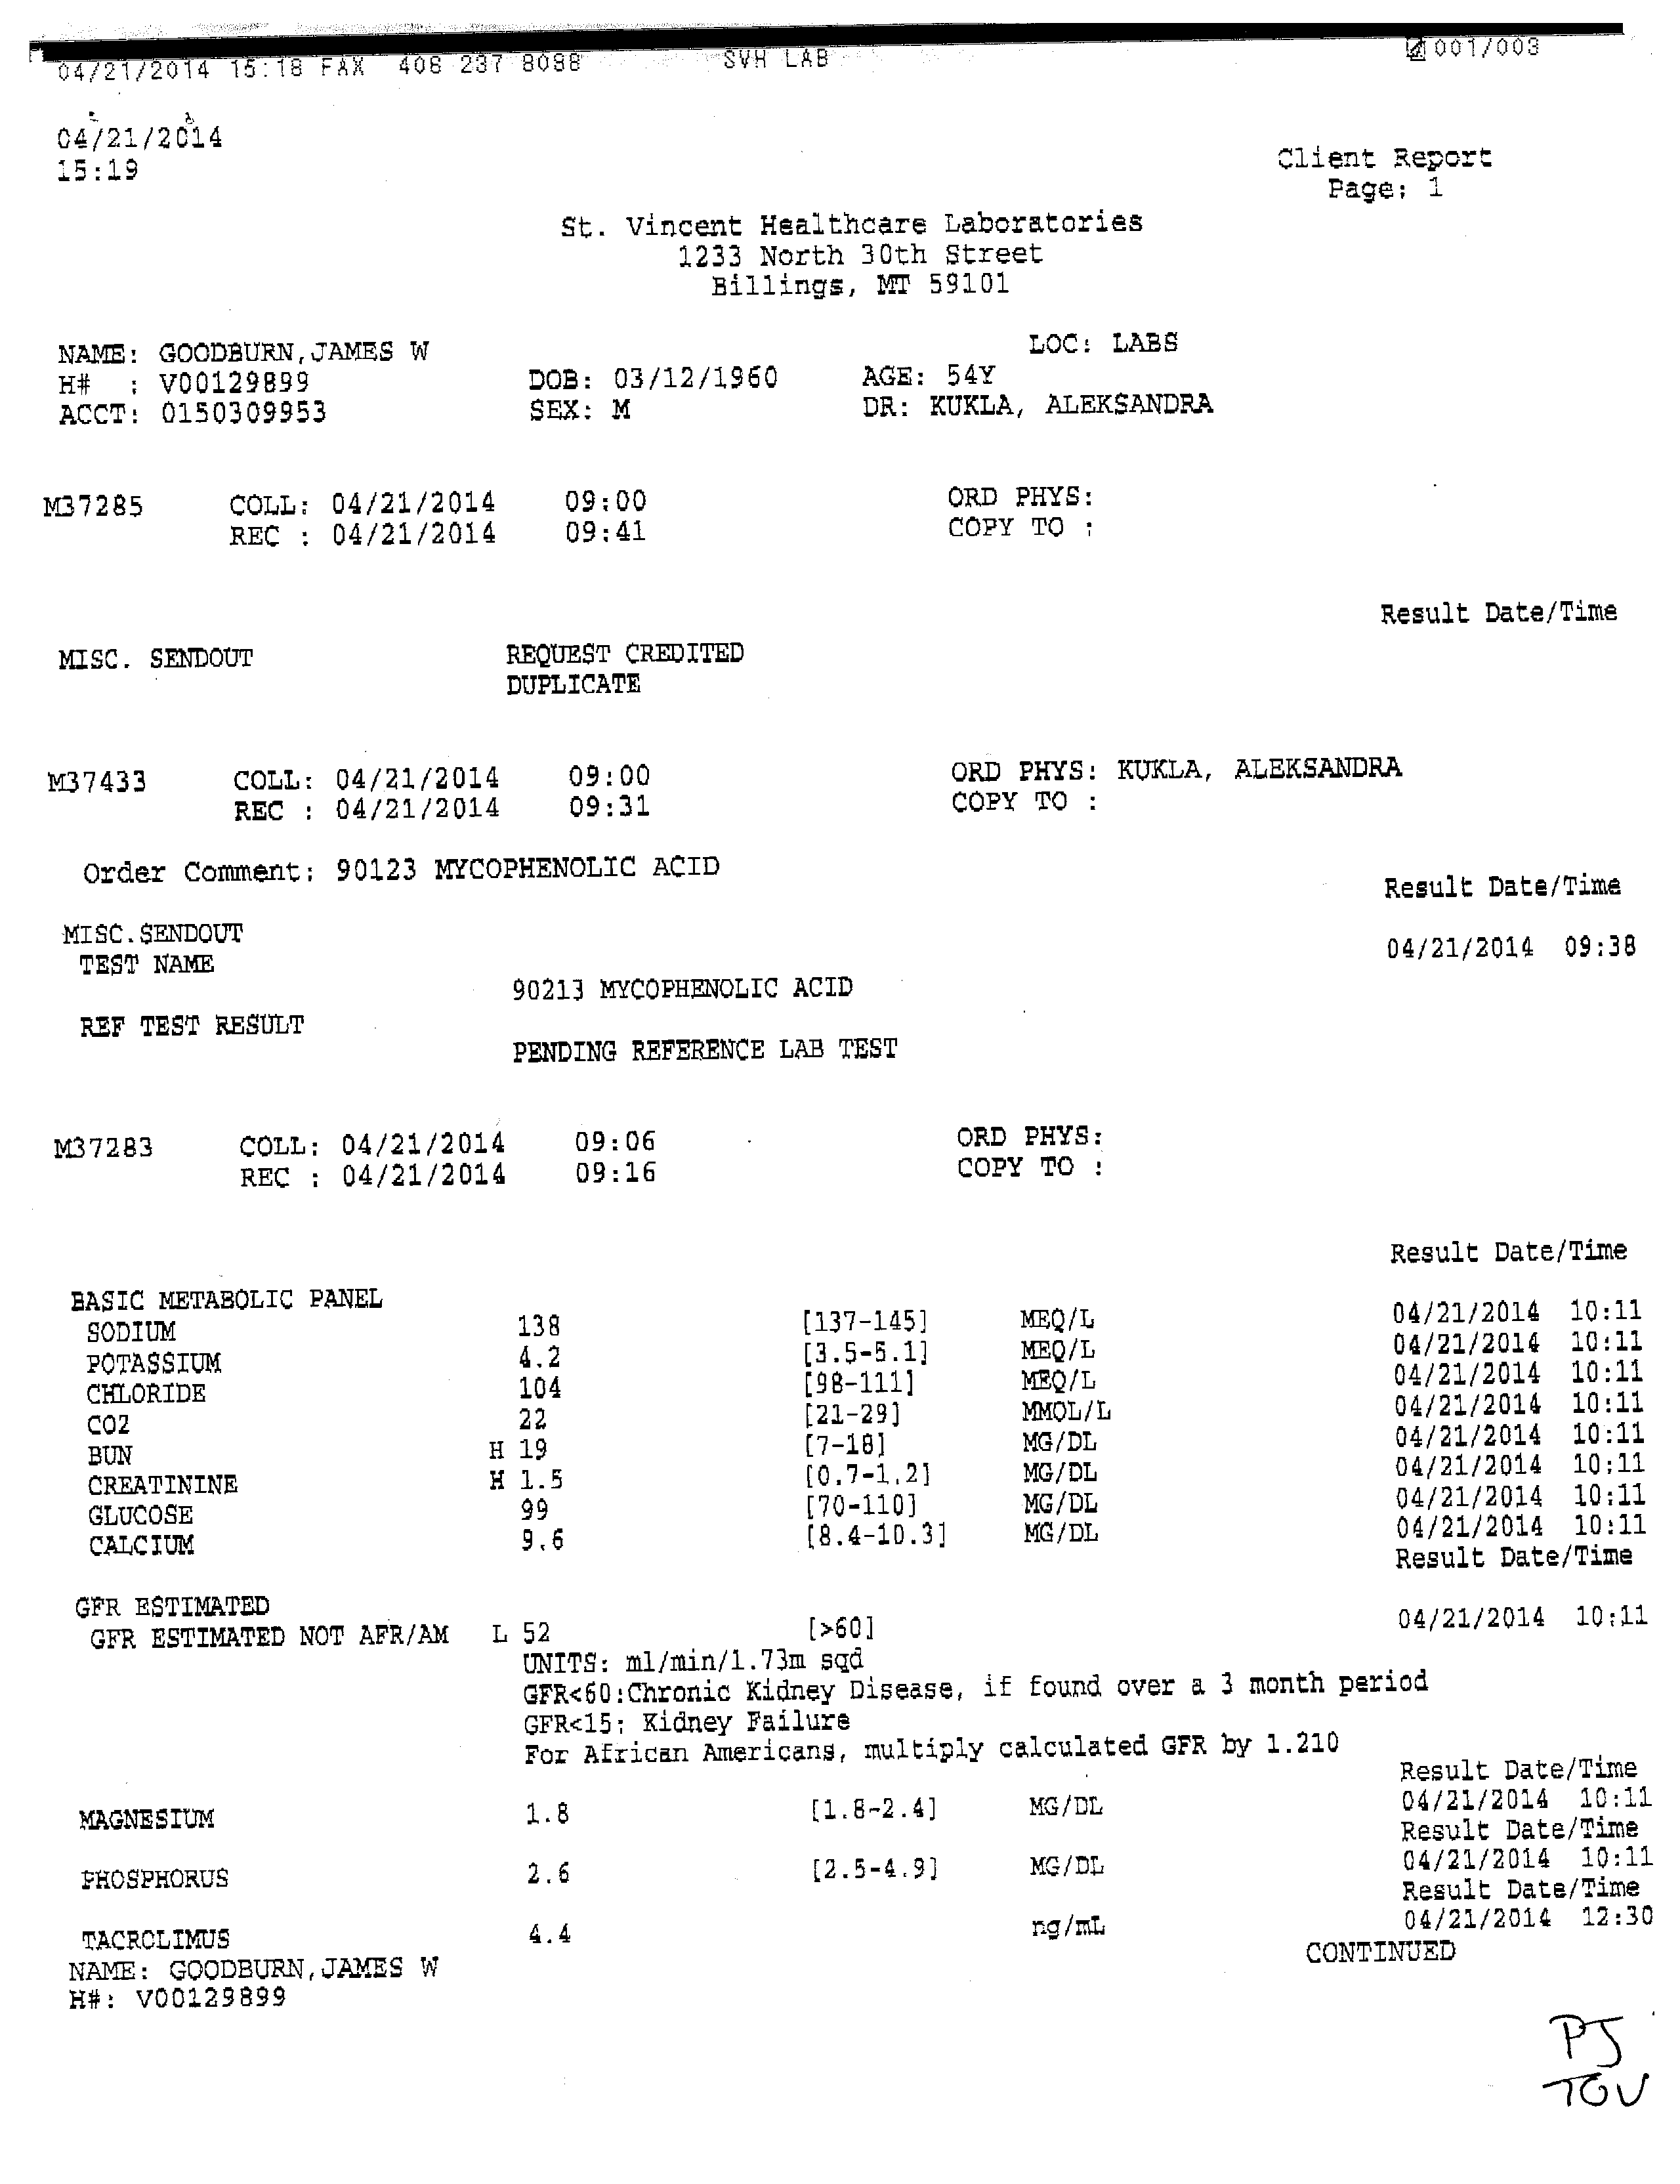 04/21/2014 15:18 FAX 406 237 8088 SVH LAB 001/003
04/21/2014
15:19
Client Report
Page: 1
St. Vincent Healthcare Laboratories
1233 North 30th Street
Billings, MT 59101
NAME: GOODBURN,JAMES W LOC: LABS
H# : V00129899 DOB: 03/12/1960 AGE: 54Y
ACCT: 0150309953 SEX: M DR: KUKLA, ALEKSANDRA
M37285 COLL: 04/21/2014 09:00 ORD PHYS:
REC : 04/21/2014 09:41 COPY TO :
Result Date/Time
MISC. SENDOUT REQUEST CREDITED
DUPLICATE
M37433 COLL: 04/21/2014 09:00 ORD PHYS: KUKLA, ALEKSANDRA
REC : 04/21/2014 09:31 COPY TO :
Order Comment: 90123 MYCOPHENOLIC ACID
Result Date/Time
MISC.SENDOUT
TEST NAME 04/21/2014 09:38
90213 MYCOPHENOLIC ACID
REF TEST RESULT
PENDING REFERENCE LAB TEST
M37283 COLL: 04/21/2014 09:06 ORD PHYS:
REC : 04/21/2014 09:16 COPY TO :
Result Date/Time
BASIC METABOLIC PANEL
SODIUM 138 [137-145] MEQ/L 04/21/2014 10:11
POTASSIUM 4.2 [3.5-5.1] MEQ/L 04/21/2014 10:11
CHLORIDE 104 [98-111] MEQ/L 04/21/2014 10:11
CO2 22 [21-29] MMOL/L 04/21/2014 10:11
BUN H 19 [7-18] MG/DL 04/21/2014 10:11
CREATININE H 1.5 [0.7-1.2] MG/DL 04/21/2014 10:11
GLUCOSE 99 [70-110] MG/DL 04/21/2014 10:11
CALCIUM 9.6 [8.4-10.3] MG/DL 04/21/2014 10:11
Result Date/Time
GFR ESTIMATED
GFR ESTIMATED NOT AFR/AM L 52 [>60] 04/21/2014 10:11
UNITS: ml/min/1.73m sqd
GFR<60:Chronic Kidney Disease, if found over a 3 month period
GFR<15: Kidney Failure
For African Americans, multiply calculated GFR by 1.210
Result Date/Time
MAGNESIUM 1.8 [1.8-2.4] MG/DL 04/21/2014 10:11
Result Date/Time
PHOSPHORUS 2.6 [2.5-4.9] MG/DL 04/21/2014 10:11
Result Date/Time
TACROLIMUS 4.4 ng/mL 04/21/2014 12:30
NAME: GOODBURN,JAMES W CONTINUED
H#: V00129899
PJ